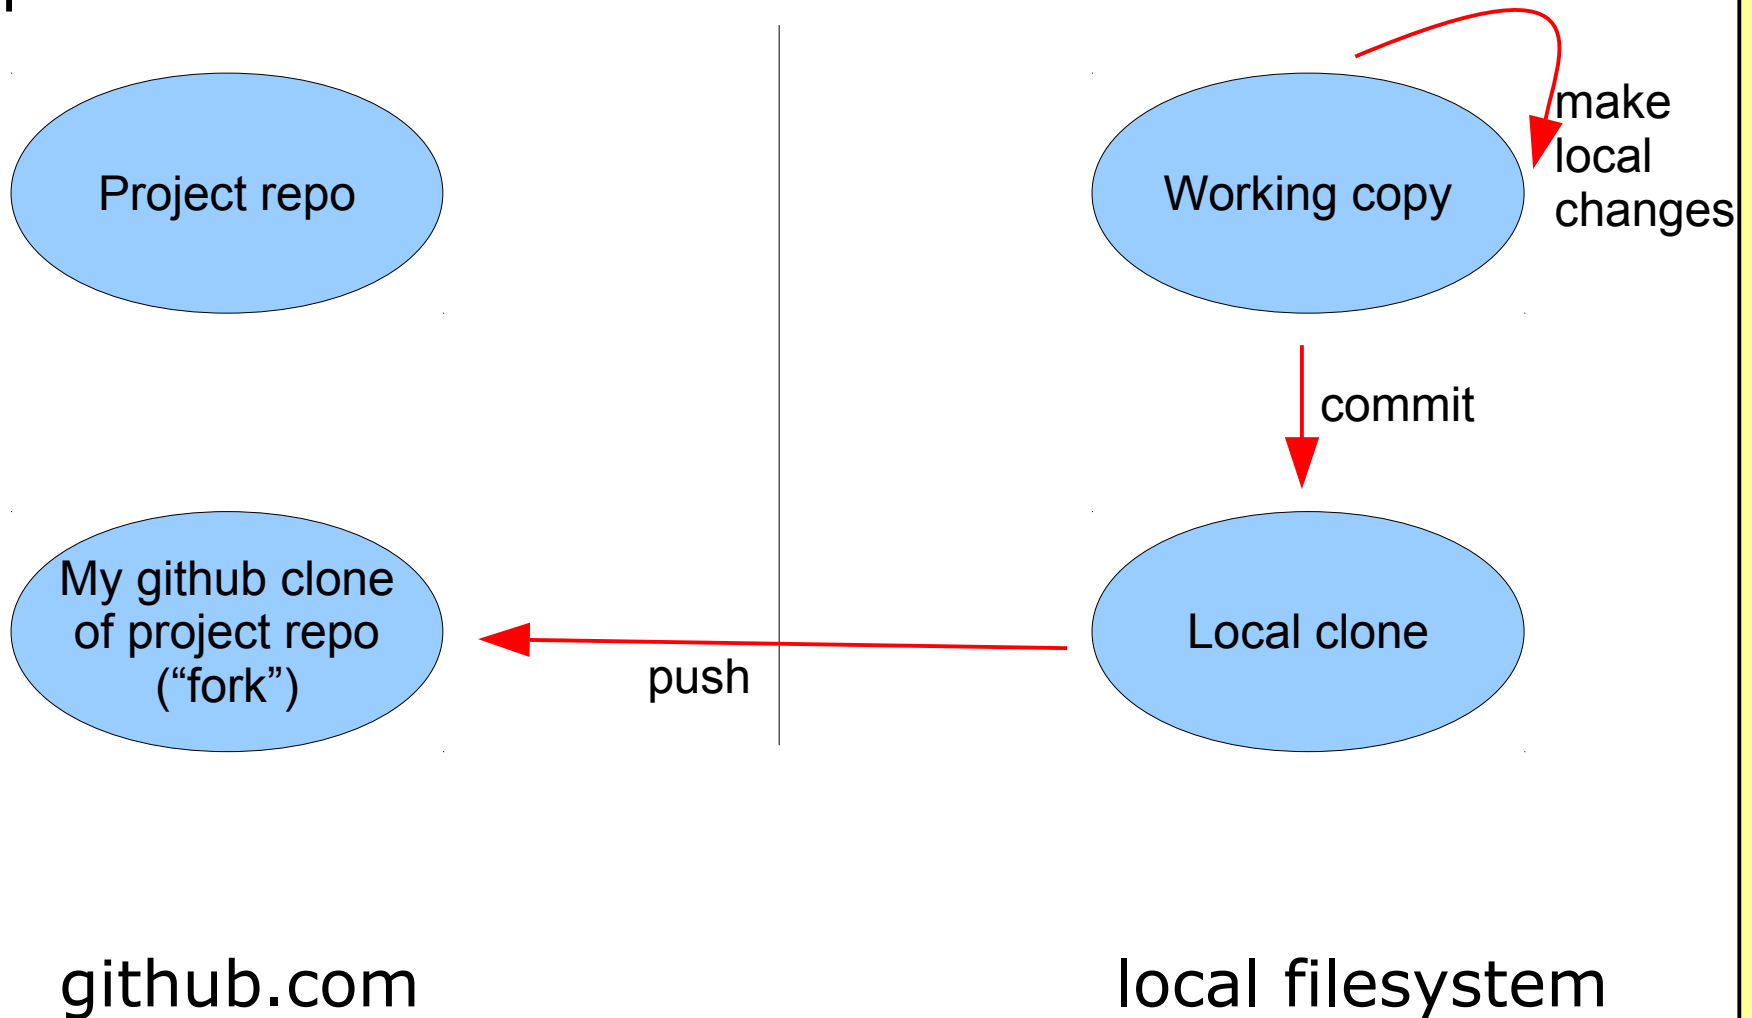 Project repo
Working copy
make
local
changes
commit
My github clone
of project repo
(“fork”)
Local clone
push
github.com
local filesystem